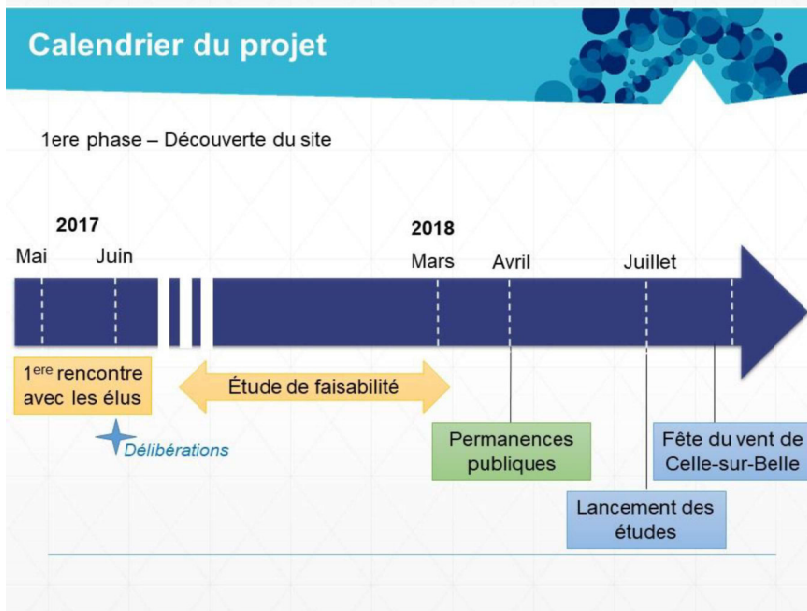 Calendrier du projet
1ere phase – Découverte du site
2017
Mai Juin
2018
Mars Avril Juillet
1ere rencontre
avec les élus
Étude de faisabilité
Délibérations
Permanences
publiques
Fête du vent de
Celle-sur-Belle
Lancement des
études